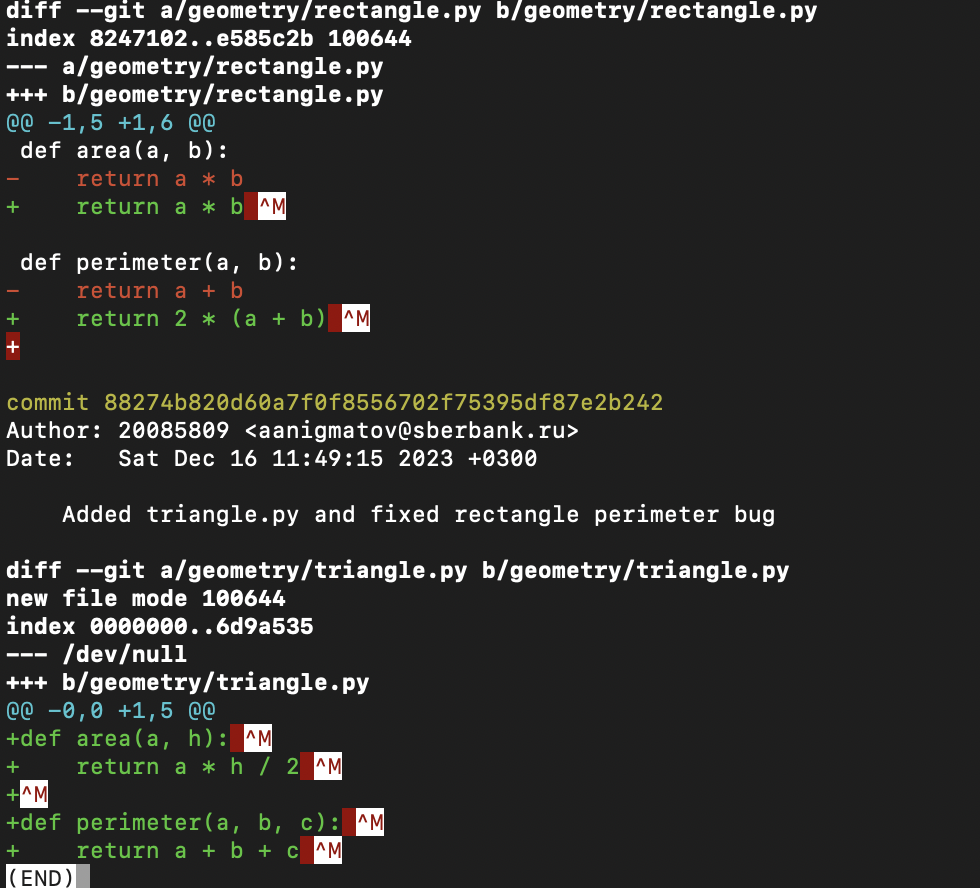 diff --git a/geometry/rectangle.py b/geometry/rectangle.py
index 8247102..e585c2b 100644
--- a/geometry/rectangle.py
+++ b/geometry/rectangle.py
@@ -1,5 +1,6 @@
 def area(a, b):
-    return a * b
+    return a * b ^M

 def perimeter(a, b):
-    return a + b
+    return 2 * (a + b) ^M
+

commit 88274b820d60a7f0f8556702f75395df87e2b242
Author: 20085809 <aanigmatov@sberbank.ru>
Date:   Sat Dec 16 11:49:15 2023 +0300

    Added triangle.py and fixed rectangle perimeter bug

diff --git a/geometry/triangle.py b/geometry/triangle.py
new file mode 100644
index 0000000..6d9a535
--- /dev/null
+++ b/geometry/triangle.py
@@ -0,0 +1,5 @@
+def area(a, h): ^M
+    return a * h / 2 ^M
+^M
+def perimeter(a, b, c): ^M
+    return a + b + c ^M
(END)